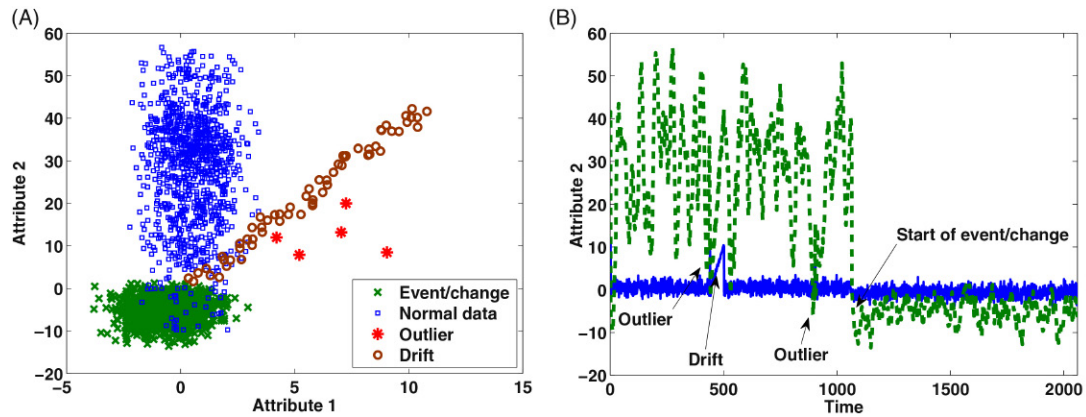 (A)
60
50
40
30
20
10
0
−10
−20
Attribute 2
−5
0
5
10
15
Attribute 1
Event/change
Normal data
Outlier
Drift
(B)
60
50
40
30
20
10
0
−10
−20
Attribute 2
Start of event/change
Outlier
Drift
Outlier
0
500
1000
1500
2000
Time